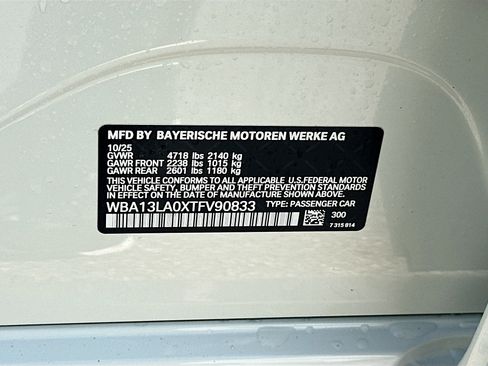 MFD BY BAYERISCHE MOTOREN WERKE AG
10/25
GVWR 4718 lbs 2140 kg
GAWR FRONT 2238 lbs 1015 kg
GAWR REAR 2601 lbs 1180 kg
THIS VEHICLE CONFORMS TO ALL APPLICABLE U.S.FEDERAL MOTOR
VEHICLE SAFETY, BUMPER AND THEFT PREVENTION STANDARDS
IN EFFECT ON THE DATE OF MANUFACTURE SHOWN ABOVE.
WBA13LA0XTFV90833 TYPE: PASSENGER CAR
300
7 315 814